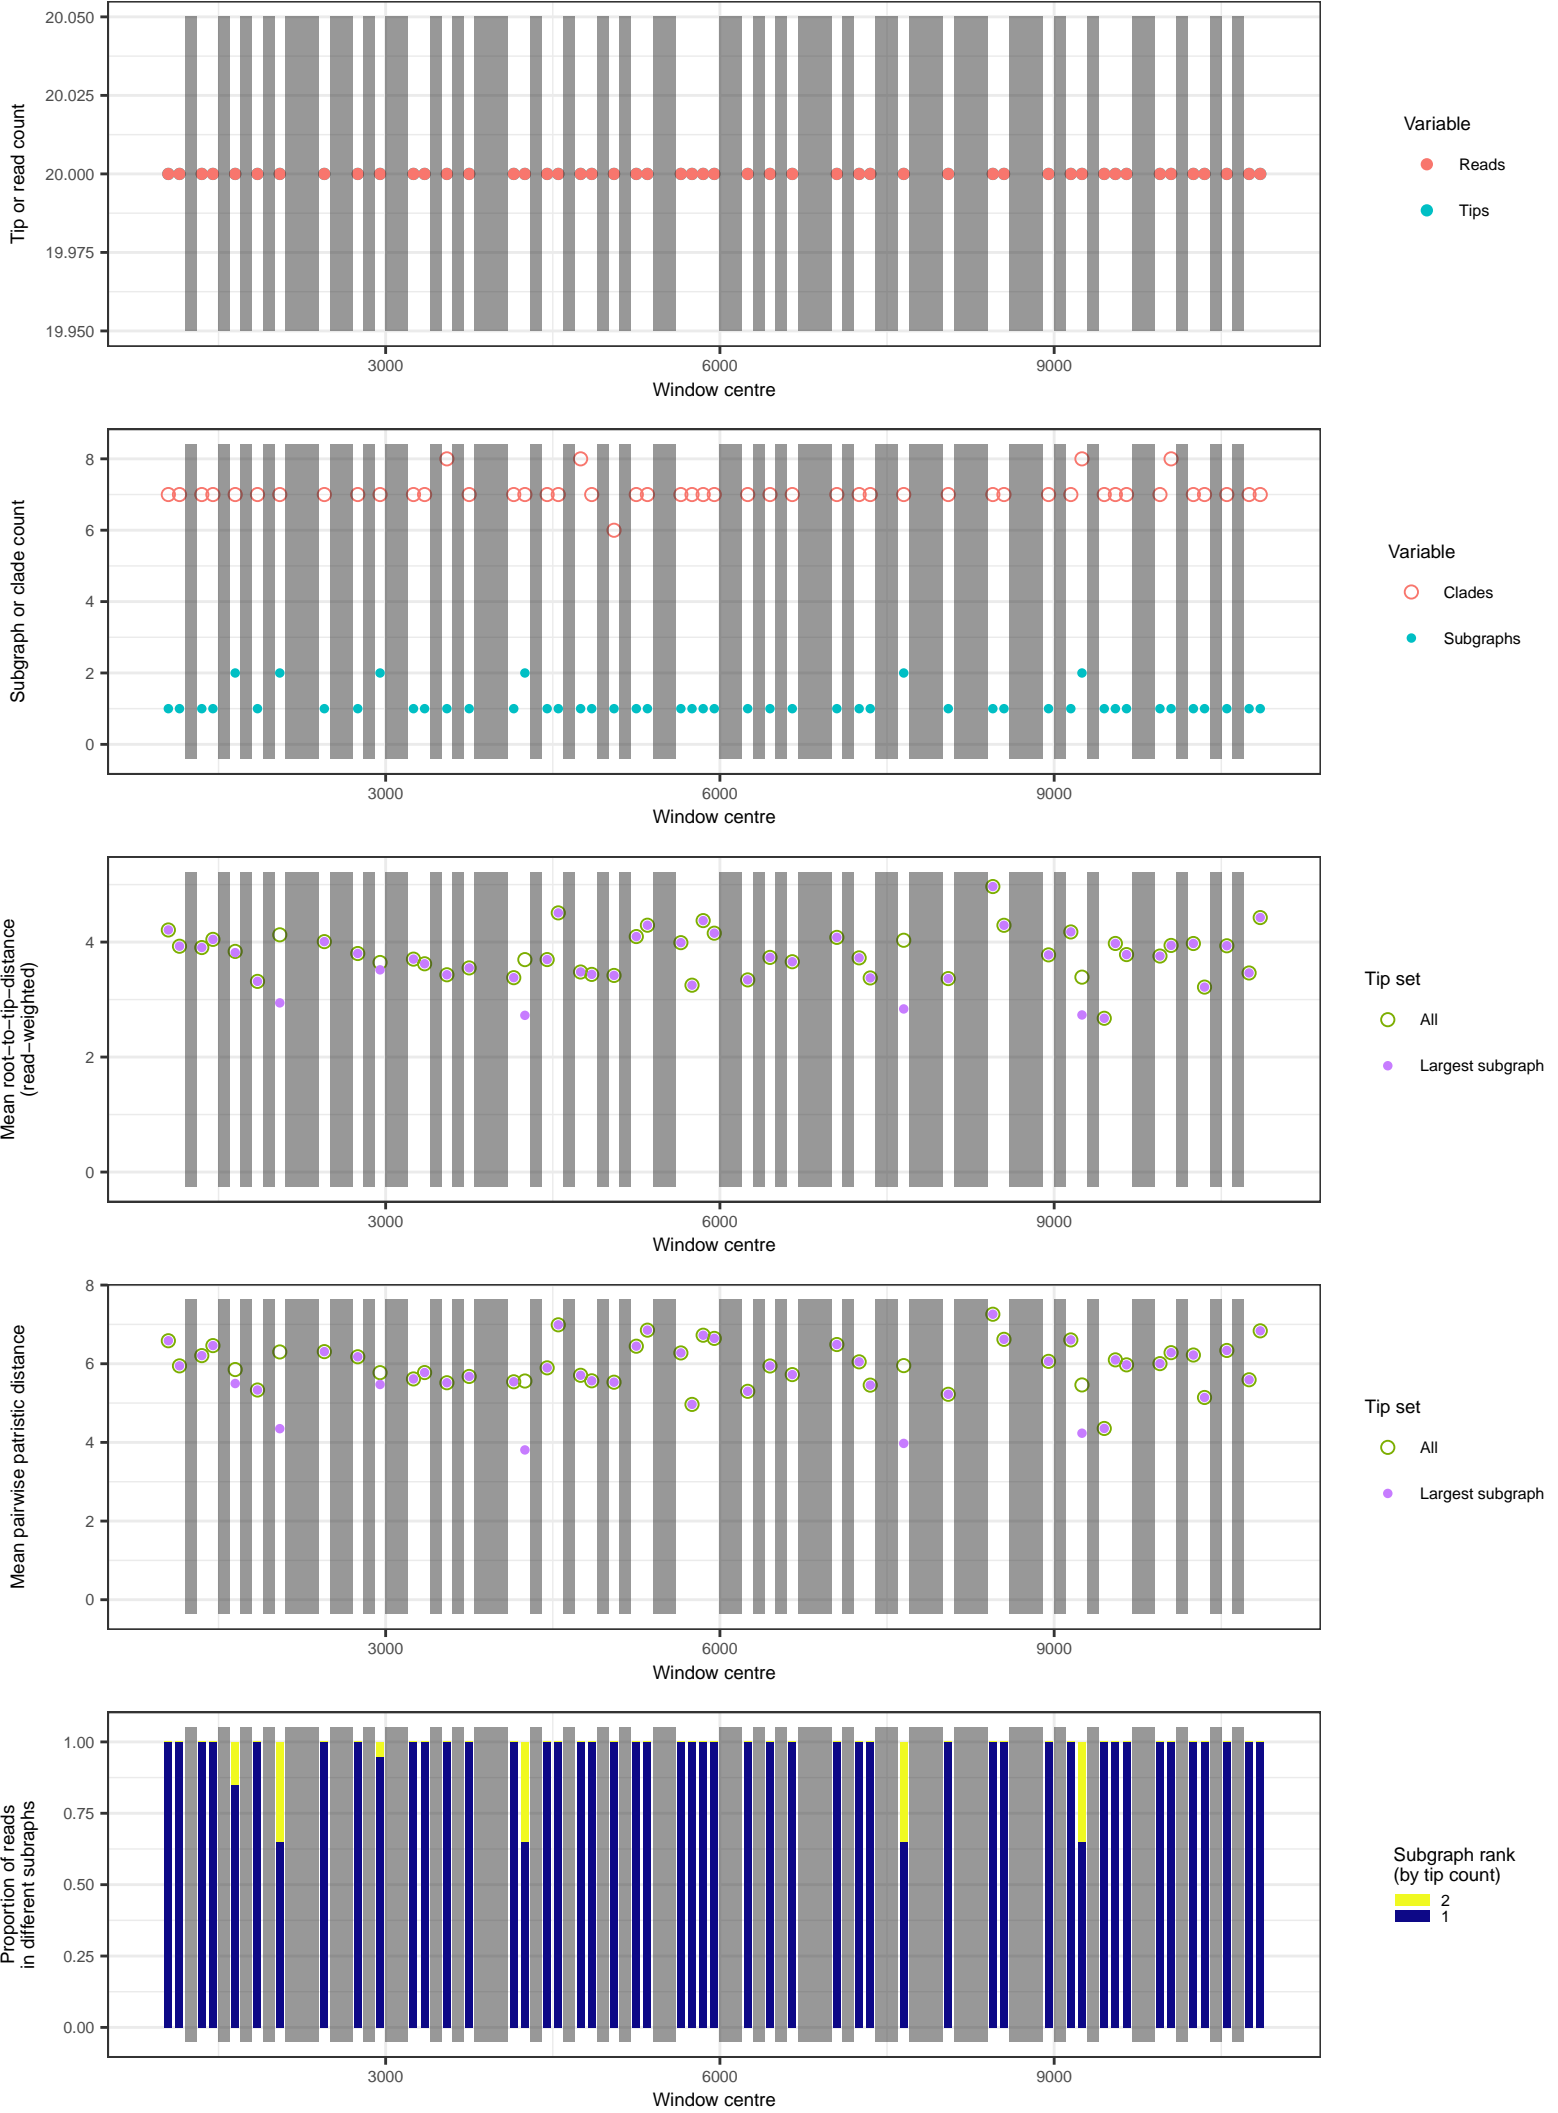 20.050
20.025
20.000
19.975
19.950
Tip or read count
3000
6000
9000
Window centre
Variable
Reads
Tips
8
6
4
2
0
Subgraph or clade count
3000
6000
9000
Window centre
Variable
Clades
Subgraphs
4
2
0
Mean root−to−tip−distance
(read−weighted)
3000
6000
9000
Window centre
Tip set
All
Largest subgraph
8
6
4
2
0
Mean pairwise patristic distance
3000
6000
9000
Window centre
Tip set
All
Largest subgraph
1.00
0.75
0.50
0.25
0.00
Proportion of reads
in different subraphs
3000
6000
9000
Window centre
Subgraph rank
(by tip count)
2
1